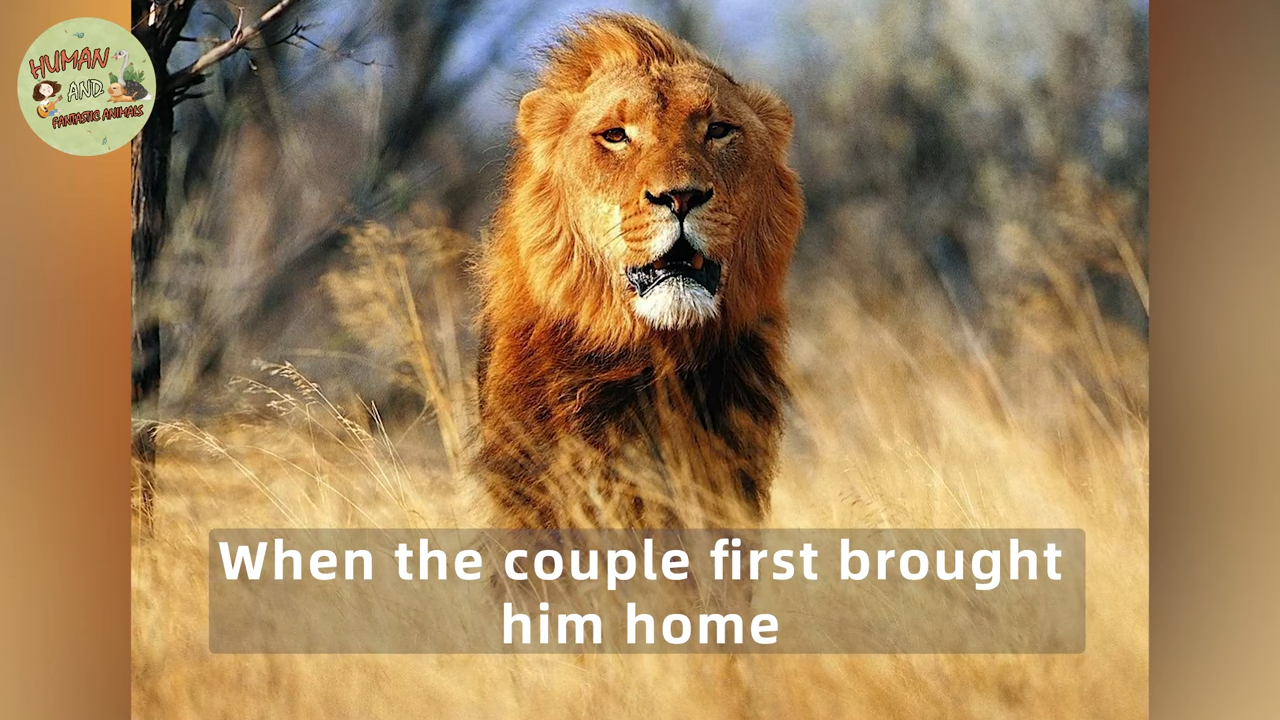 HUMAN
AND
FANTASTIC ANIMALS
When the couple first brought
him home